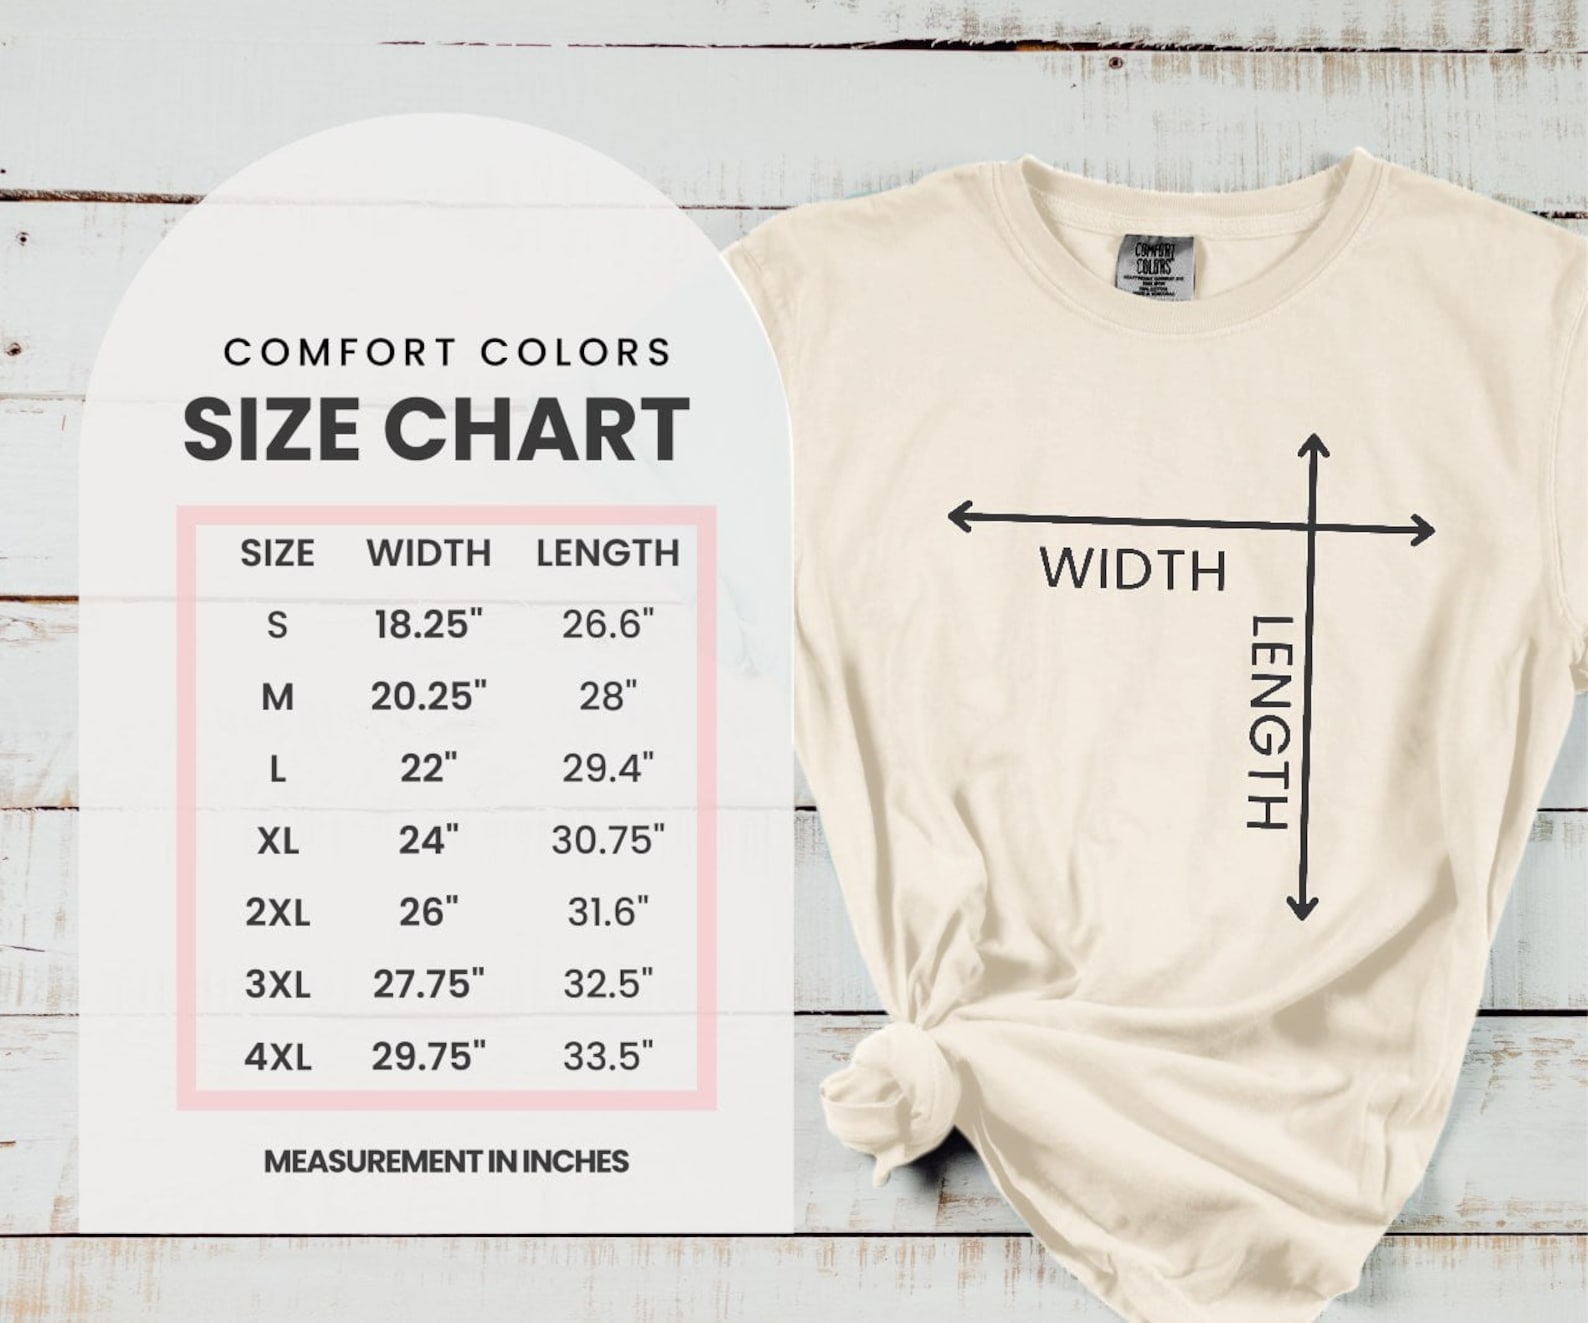 COMFORT COLORS
SIZE CHART
SIZE WIDTH LENGTH
S 18.25" 26.6"
M 20.25" 28"
L 22" 29.4"
XL 24" 30.75"
2XL 26" 31.6"
3XL 27.75" 32.5"
4XL 29.75" 33.5"
MEASUREMENT IN INCHES
COMFORT
COLORS
WIDTH
LENGTH